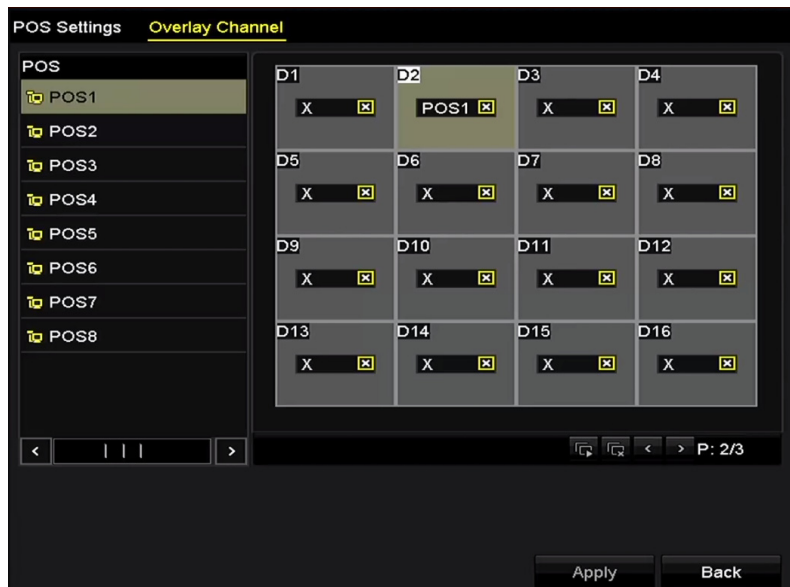 POS Settings Overlay Channel
POS
POS1
POS2
POS3
POS4
POS5
POS6
POS7
POS8
D1 D2 D3 D4
X POS1 X X
D5 D6 D7 D8
X X X X
D9 D10 D11 D12
X X X X
D13 D14 D15 D16
X X X X
P: 2/3
Apply Back